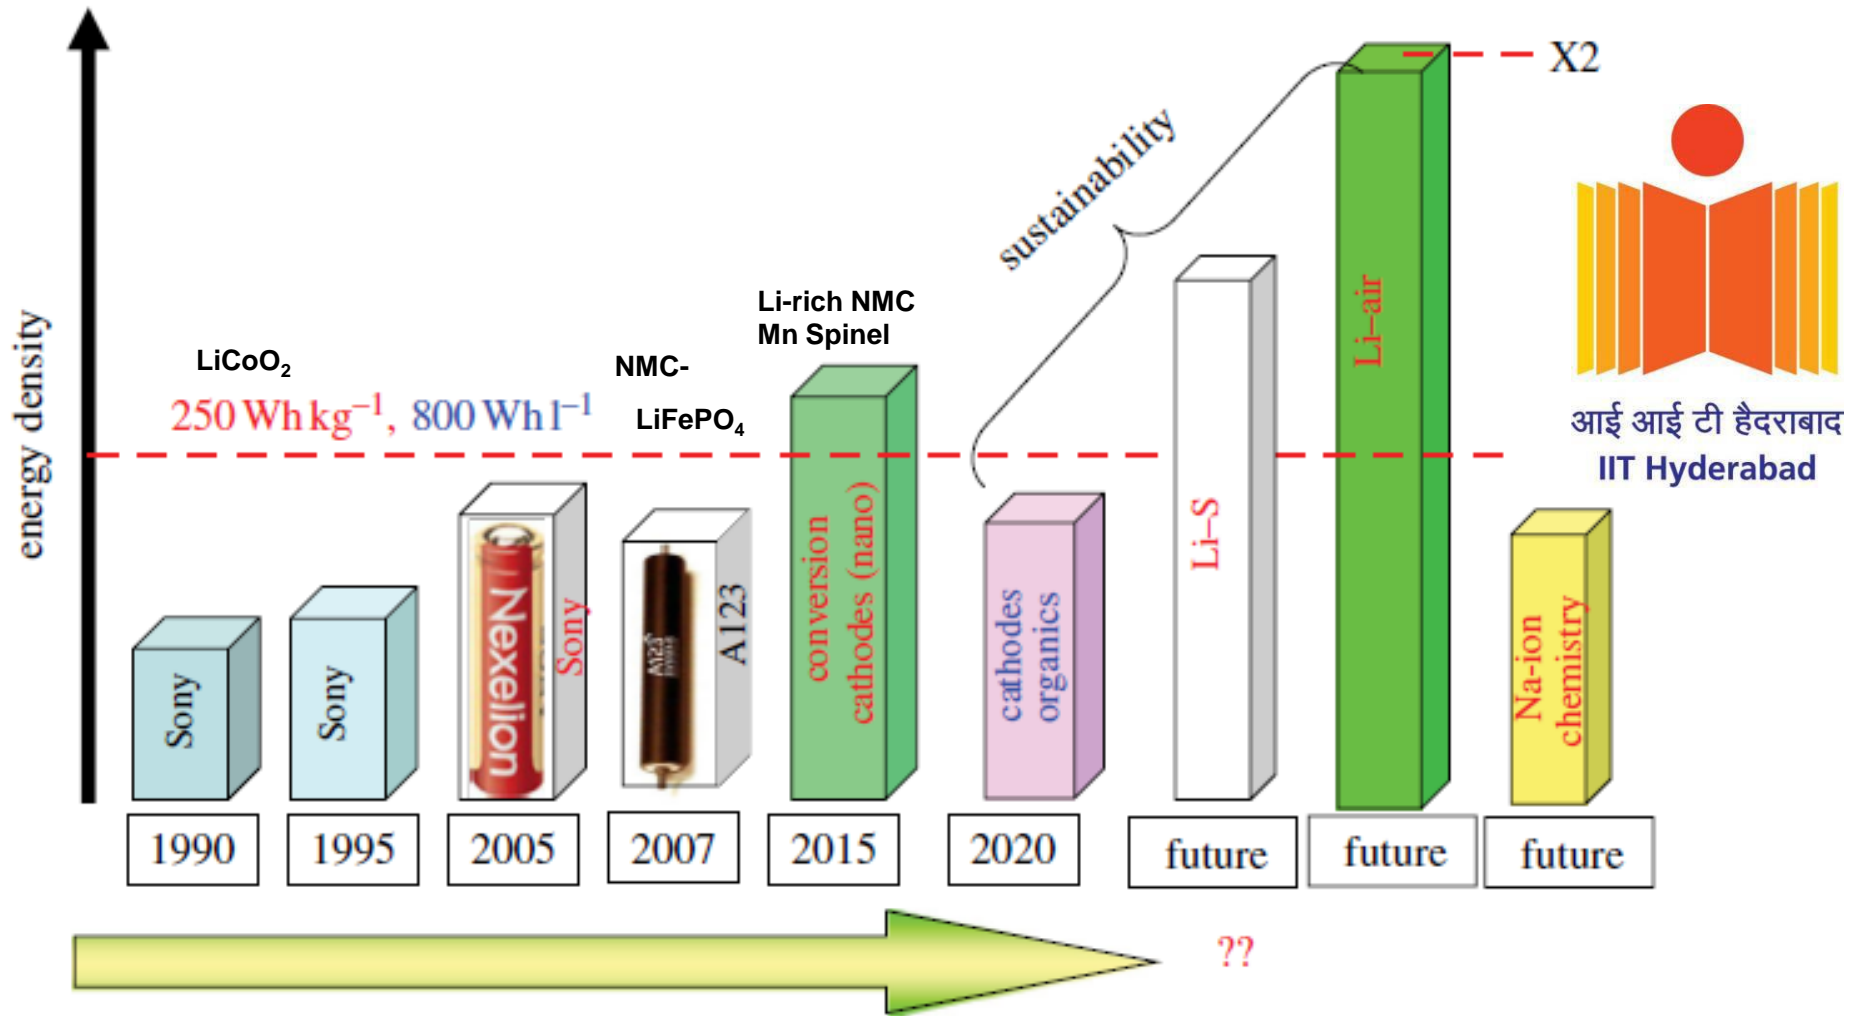 X2
sustainability
energy density
Li-rich NMC
Mn Spinel
LiCoO₂
250 Wh kg⁻¹, 800 Wh l⁻¹
NMC-
LiFePO₄
आई आई टी हैदराबाद
IIT Hyderabad
Sony
Sony
Nexelion
Sony
A123
A123
conversion
cathodes (nano)
cathodes
organics
Li–S
Li–air
Na-ion
chemistry
1990
1995
2005
2007
2015
2020
future
future
future
??